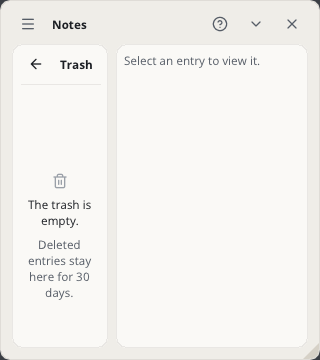 Notes
Trash
Select an entry to view it.
The trash is
empty.
Deleted
entries stay
here for 30
days.